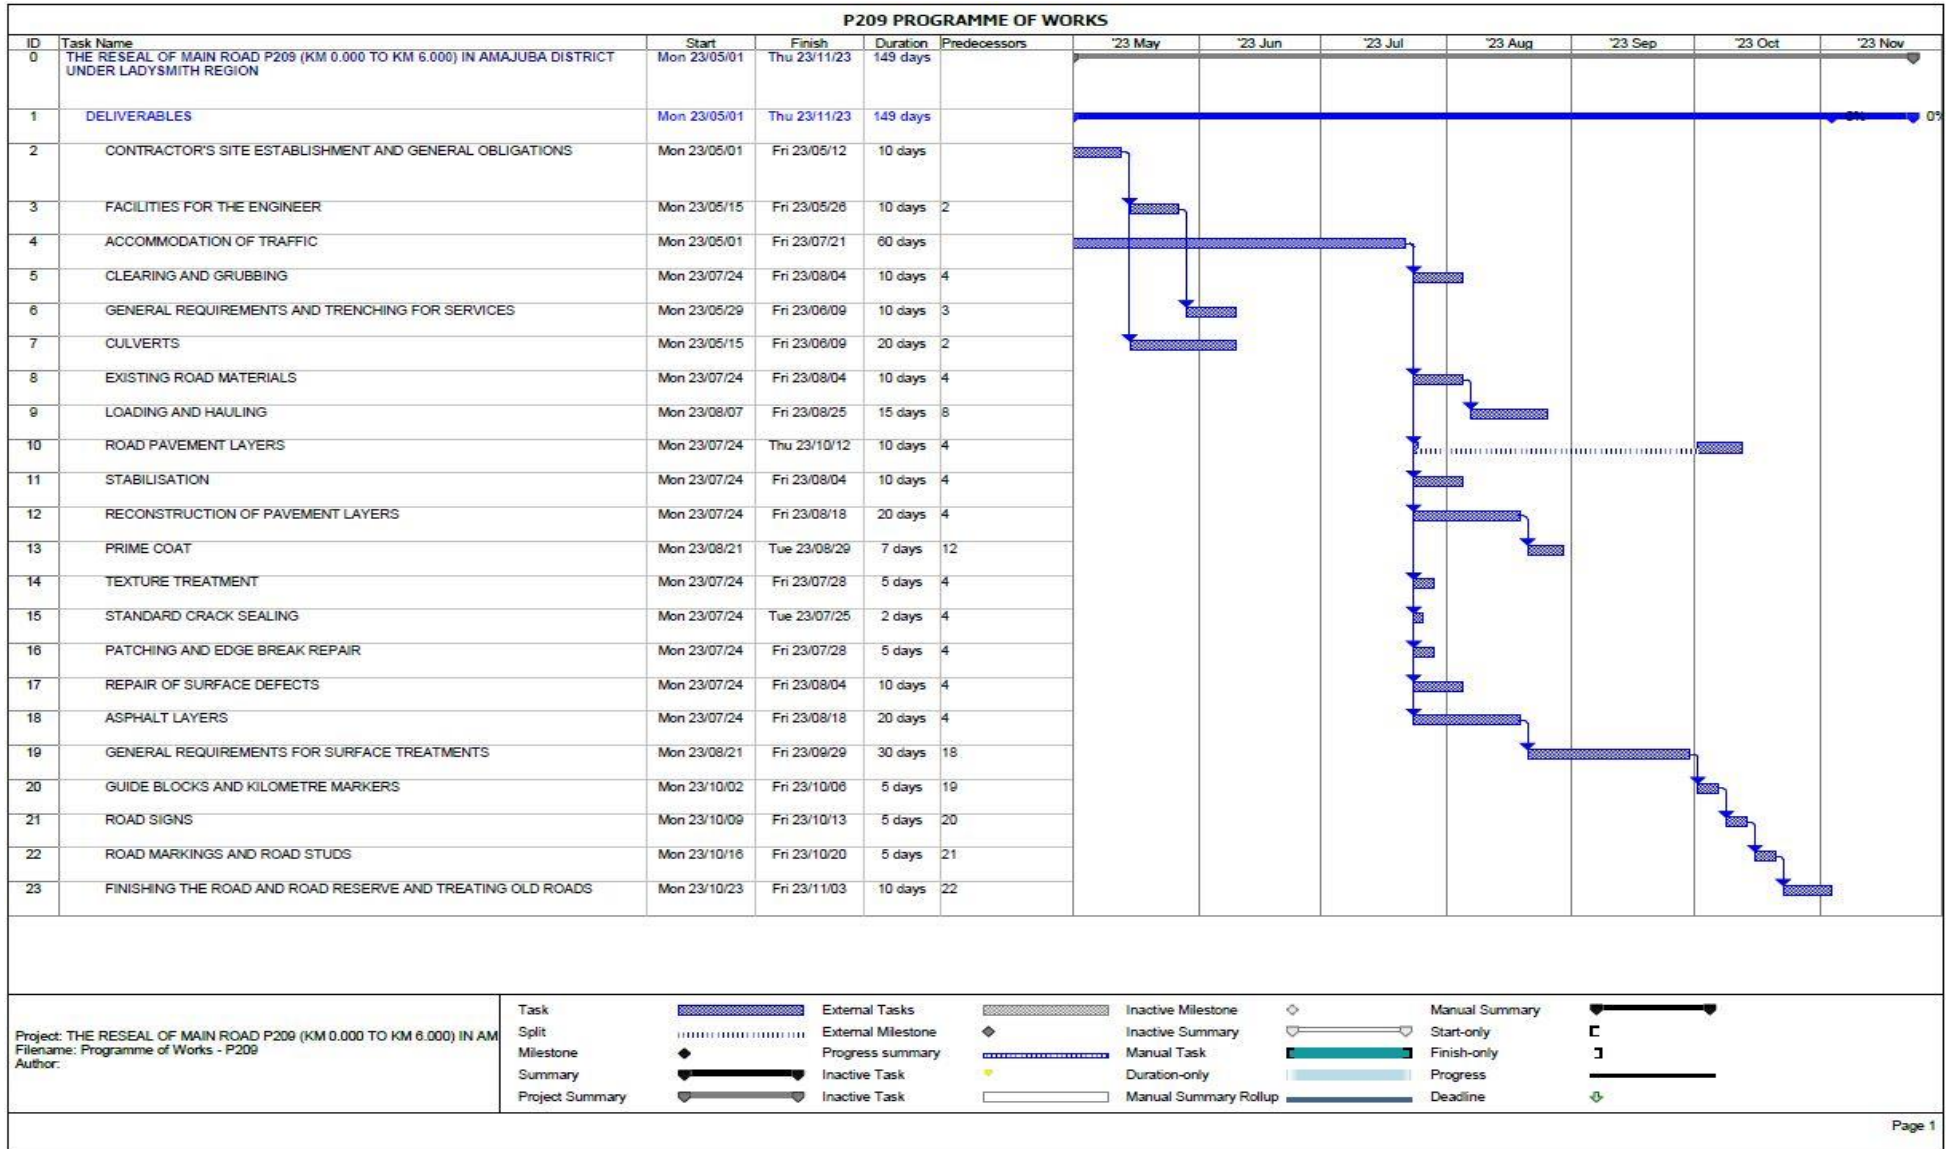 P209 PROGRAMME OF WORKS
ID Task Name Start Finish Duration Predecessors '23 May '23 Jun '23 Jul '23 Aug '23 Sep '23 Oct '23 Nov
0 THE RESEAL OF MAIN ROAD P209 (KM 0.000 TO KM 6.000) IN AMAJUBA DISTRICT Mon 23/05/01 Thu 23/11/23 149 days
UNDER LADYSMITH REGION
1 DELIVERABLES Mon 23/05/01 Thu 23/11/23 149 days 0%
2 CONTRACTOR'S SITE ESTABLISHMENT AND GENERAL OBLIGATIONS Mon 23/05/01 Fri 23/05/12 10 days
3 FACILITIES FOR THE ENGINEER Mon 23/05/15 Fri 23/05/26 10 days 2
4 ACCOMMODATION OF TRAFFIC Mon 23/05/01 Fri 23/07/21 60 days
5 CLEARING AND GRUBBING Mon 23/07/24 Fri 23/08/04 10 days 4
6 GENERAL REQUIREMENTS AND TRENCHING FOR SERVICES Mon 23/05/29 Fri 23/06/09 10 days 3
7 CULVERTS Mon 23/05/15 Fri 23/06/09 20 days 2
8 EXISTING ROAD MATERIALS Mon 23/07/24 Fri 23/08/04 10 days 4
9 LOADING AND HAULING Mon 23/08/07 Fri 23/08/25 15 days 8
10 ROAD PAVEMENT LAYERS Mon 23/07/24 Thu 23/10/12 10 days 4
11 STABILISATION Mon 23/07/24 Fri 23/08/04 10 days 4
12 RECONSTRUCTION OF PAVEMENT LAYERS Mon 23/07/24 Fri 23/08/18 20 days 4
13 PRIME COAT Mon 23/08/21 Tue 23/08/29 7 days 12
14 TEXTURE TREATMENT Mon 23/07/24 Fri 23/07/28 5 days 4
15 STANDARD CRACK SEALING Mon 23/07/24 Tue 23/07/25 2 days 4
16 PATCHING AND EDGE BREAK REPAIR Mon 23/07/24 Fri 23/07/28 5 days 4
17 REPAIR OF SURFACE DEFECTS Mon 23/07/24 Fri 23/08/04 10 days 4
18 ASPHALT LAYERS Mon 23/07/24 Fri 23/08/18 20 days 4
19 GENERAL REQUIREMENTS FOR SURFACE TREATMENTS Mon 23/08/21 Fri 23/09/29 30 days 18
20 GUIDE BLOCKS AND KILOMETRE MARKERS Mon 23/10/02 Fri 23/10/06 5 days 19
21 ROAD SIGNS Mon 23/10/09 Fri 23/10/13 5 days 20
22 ROAD MARKINGS AND ROAD STUDS Mon 23/10/16 Fri 23/10/20 5 days 21
23 FINISHING THE ROAD AND ROAD RESERVE AND TREATING OLD ROADS Mon 23/10/23 Fri 23/11/03 10 days 22
Project: THE RESEAL OF MAIN ROAD P209 (KM 0.000 TO KM 6.000) IN AM
Filename: Programme of Works - P209
Author:
Task External Tasks Inactive Milestone Manual Summary
Split External Milestone Inactive Summary Start-only
Milestone Progress summary Manual Task Finish-only
Summary Inactive Task Duration-only Progress
Project Summary Inactive Task Manual Summary Rollup Deadline
Page 1